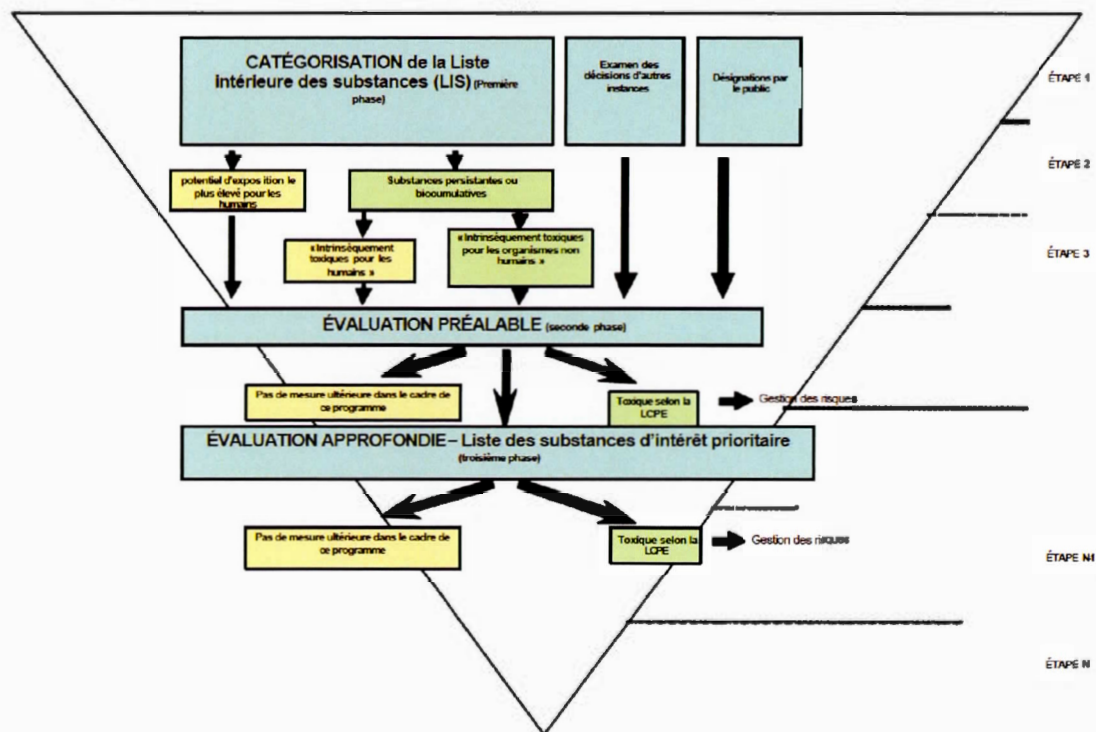 CATÉGORISATION de la Liste
intérieure des substances (LIS) (Première
phase)
Examen des
décisions d'autres
instances
Désignations par
le public
ÉTAPE 1
ÉTAPE 2
potentiel d'exposition le
plus élevé pour les
humains
Substances persistantes ou
biocumulatives
« Intrinsèquement
toxiques pour les
humains »
« Intrinsèquement toxiques
pour les organismes non
humains »
ÉTAPE 3
ÉVALUATION PRÉALABLE (seconde phase)
Pas de mesure ultérieure dans le cadre de
ce programme
Toxique selon la
LCPE
Gestion des risques
ÉVALUATION APPROFONDIE – Liste des substances d'intérêt prioritaire
(troisième phase)
Pas de mesure ultérieure dans le cadre de
ce programme
Toxique selon la
LCPE
Gestion des risques
ÉTAPE
ÉTAPE N